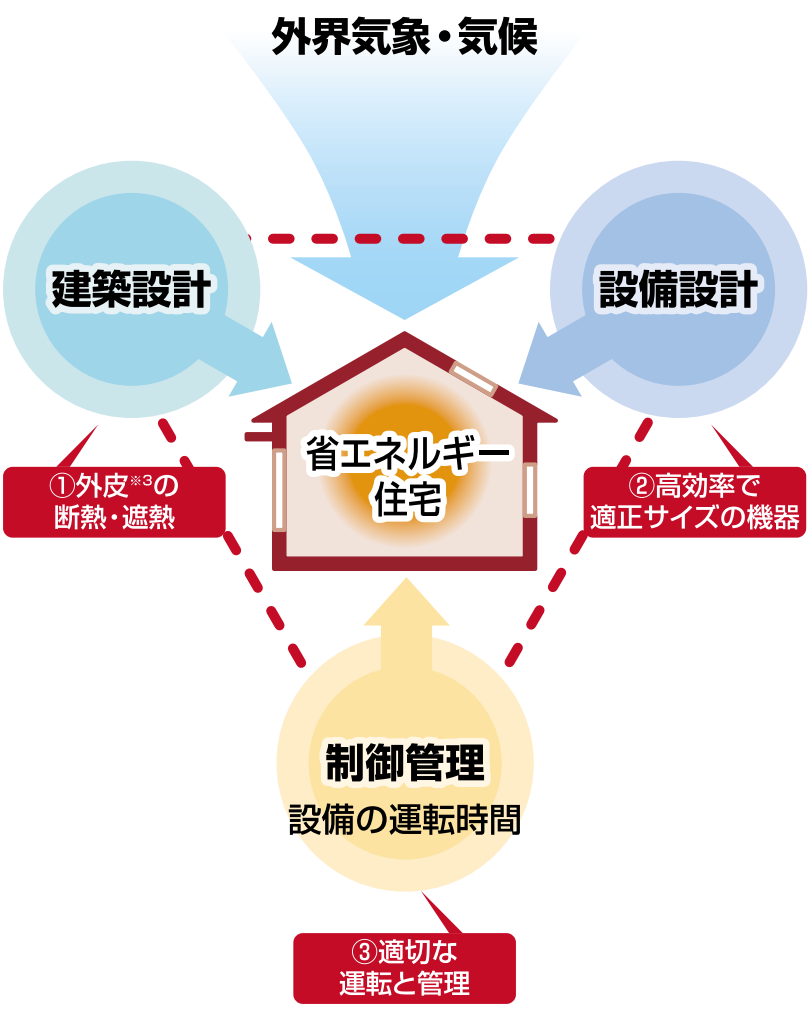 外界気象・気候
建築設計
設備設計
①外皮※3の
断熱・遮熱
②高効率で
適正サイズの機器
省エネルギー
住宅
制御管理
設備の運転時間
③適切な
運転と管理